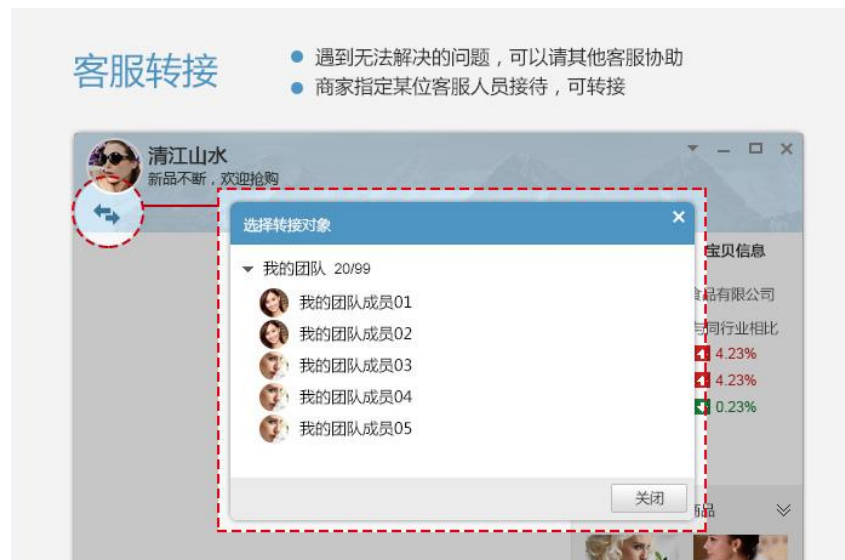 客服转接
遇到无法解决的问题，可以请其他客服协助
商家指定某位客服人员接待，可转接
清江山水
新品不断，欢迎抢购
选择转接对象
宝贝信息
我的团队 20/99
食品有限公司
我的团队成员01
与同行业相比
我的团队成员02
4.23%
我的团队成员03
4.23%
我的团队成员04
0.23%
我的团队成员05
关闭
商品